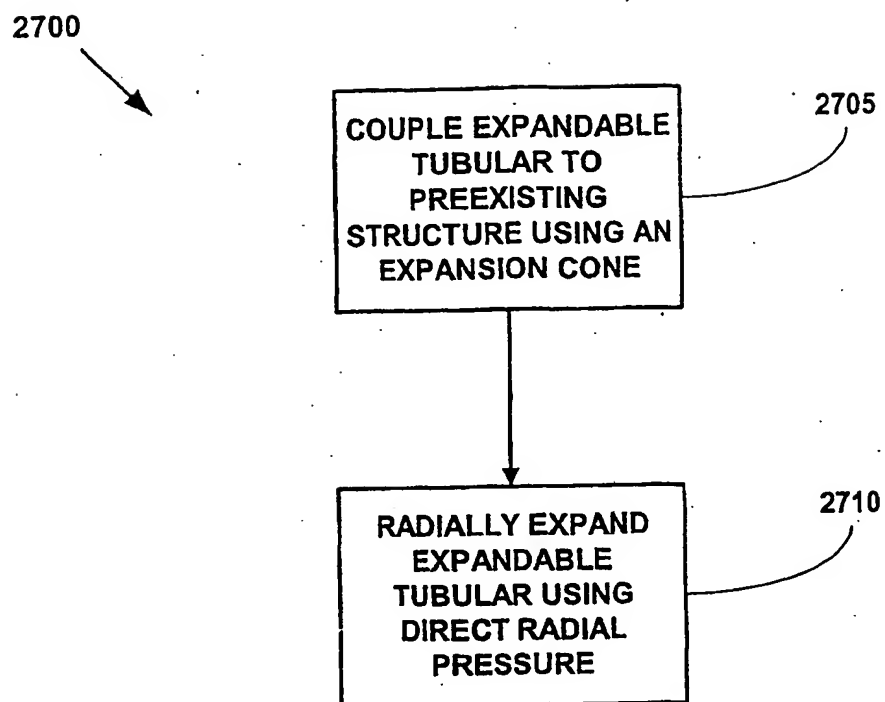 2700
2705
COUPLE EXPANDABLE
TUBULAR TO
PREEXISTING
STRUCTURE USING AN
EXPANSION CONE
2710
RADIALLY EXPAND
EXPANDABLE
TUBULAR USING
DIRECT RADIAL
PRESSURE